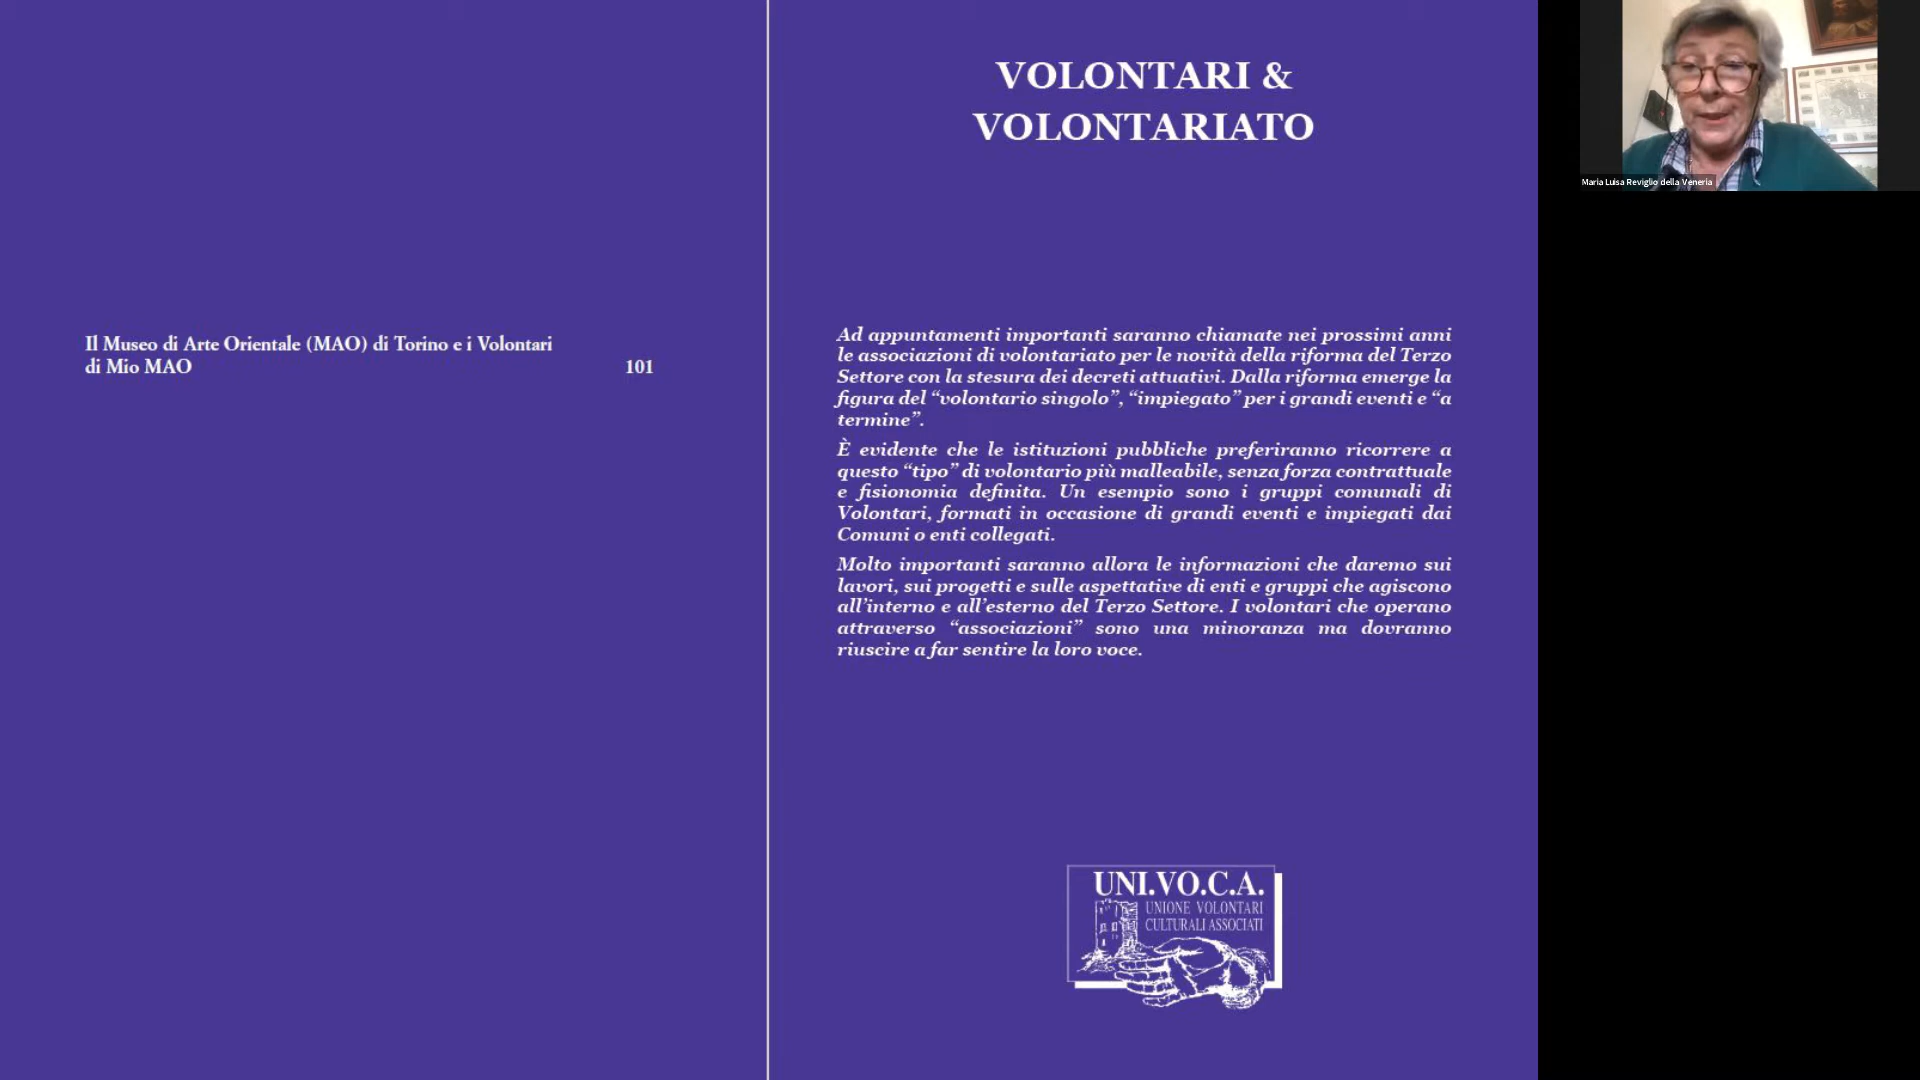 Il Museo di Arte Orientale (MAO) di Torino e i Volontari
di Mio MAO 101
VOLONTARI &
VOLONTARIATO
Ad appuntamenti importanti saranno chiamate nei prossimi anni
le associazioni di volontariato per le novità della riforma del Terzo
Settore con la stesura dei decreti attuativi. Dalla riforma emerge la
figura del “volontario singolo”, “impiegato” per i grandi eventi e “a
termine”.
È evidente che le istituzioni pubbliche preferiranno ricorrere a
questo “tipo” di volontario più malleabile, senza forza contrattuale
e fisionomia definita. Un esempio sono i gruppi comunali di
Volontari, formati in occasione di grandi eventi e impiegati dai
Comuni o enti collegati.
Molto importanti saranno allora le informazioni che daremo sui
lavori, sui progetti e sulle aspettative di enti e gruppi che agiscono
all’interno e all’esterno del Terzo Settore. I volontari che operano
attraverso “associazioni” sono una minoranza ma dovranno
riuscire a far sentire la loro voce.
UNI.VO.C.A.
UNIONE VOLONTARI
CULTURALI ASSOCIATI
Maria Luisa Reviglio della Veneria